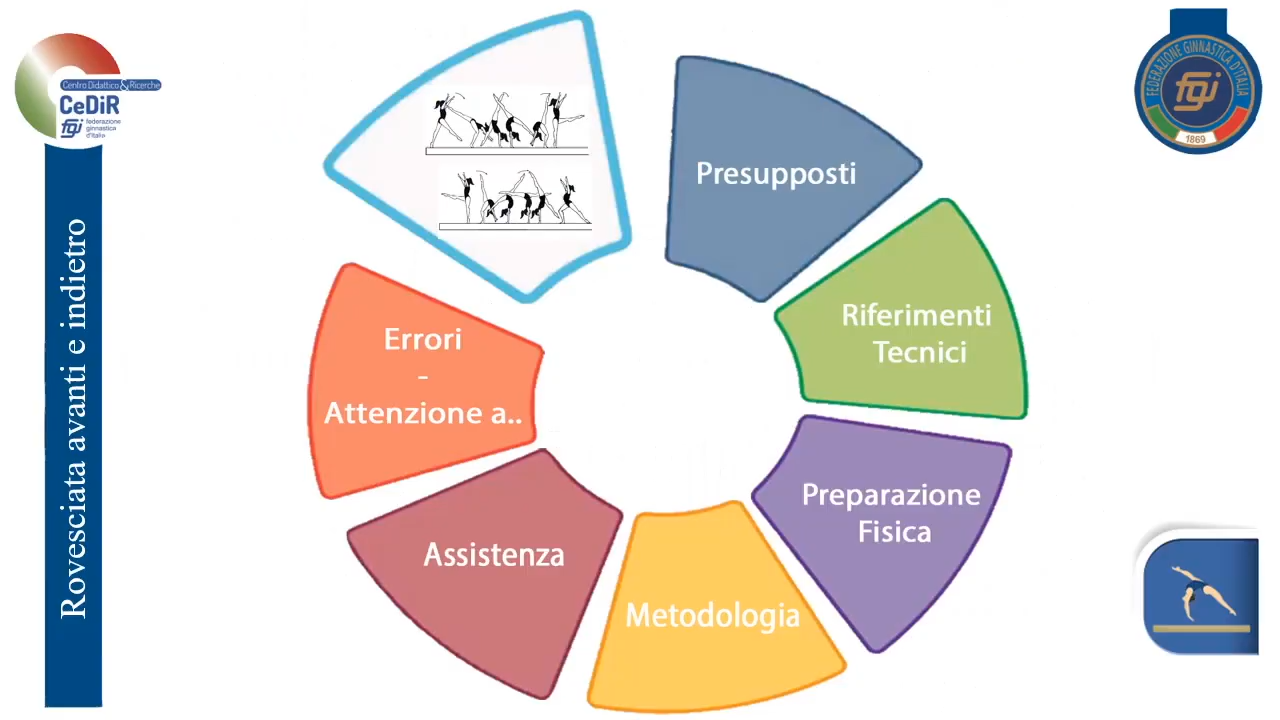 Centro Didattico & Ricerche
CeDiR
fgi federazione
ginnastica
d'Italia
Rovesciata avanti e indietro
Presupposti
Riferimenti
Tecnici
Preparazione
Fisica
Metodologia
Assistenza
Errori
-
Attenzione a..
FEDERAZIONE GINNASTICA D'ITALIA
fgi
1869